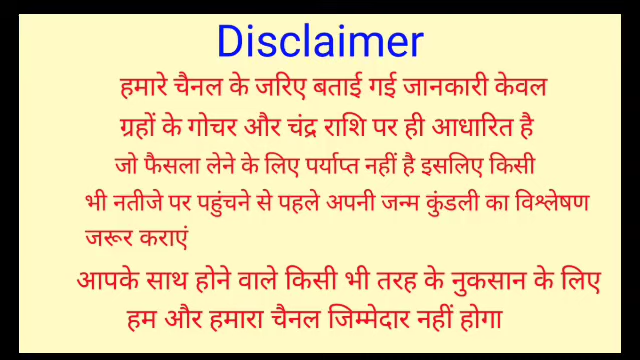 Disclaimer
हमारे चैनल के जरिए बताई गई जानकारी केवल
ग्रहों के गोचर और चंद्र राशि पर ही आधारित है
जो फैसला लेने के लिए पर्याप्त नहीं है इसलिए किसी
भी नतीजे पर पहुंचने से पहले अपनी जन्म कुंडली का विश्लेषण
जरूर कराएं
आपके साथ होने वाले किसी भी तरह के नुकसान के लिए
हम और हमारा चैनल जिम्मेदार नहीं होगा